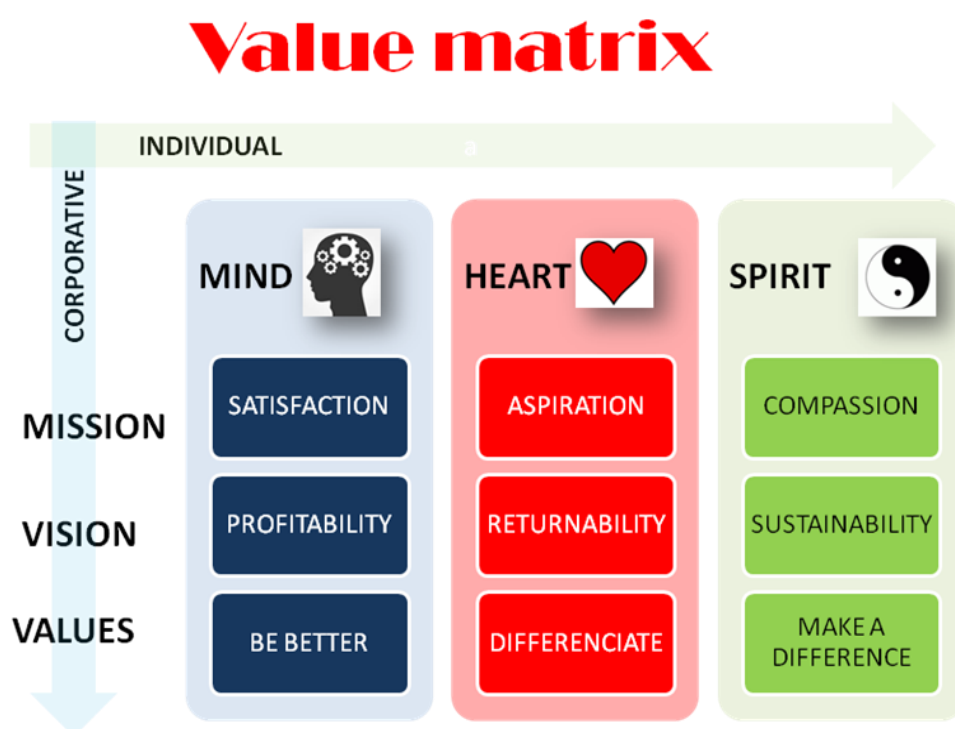 Value matrix
INDIVIDUAL
a
CORPORATIVE
MIND
HEART
SPIRIT
MISSION
SATISFACTION
ASPIRATION
COMPASSION
VISION
PROFITABILITY
RETURNABILITY
SUSTAINABILITY
VALUES
BE BETTER
DIFFERENCIATE
MAKE A
DIFFERENCE